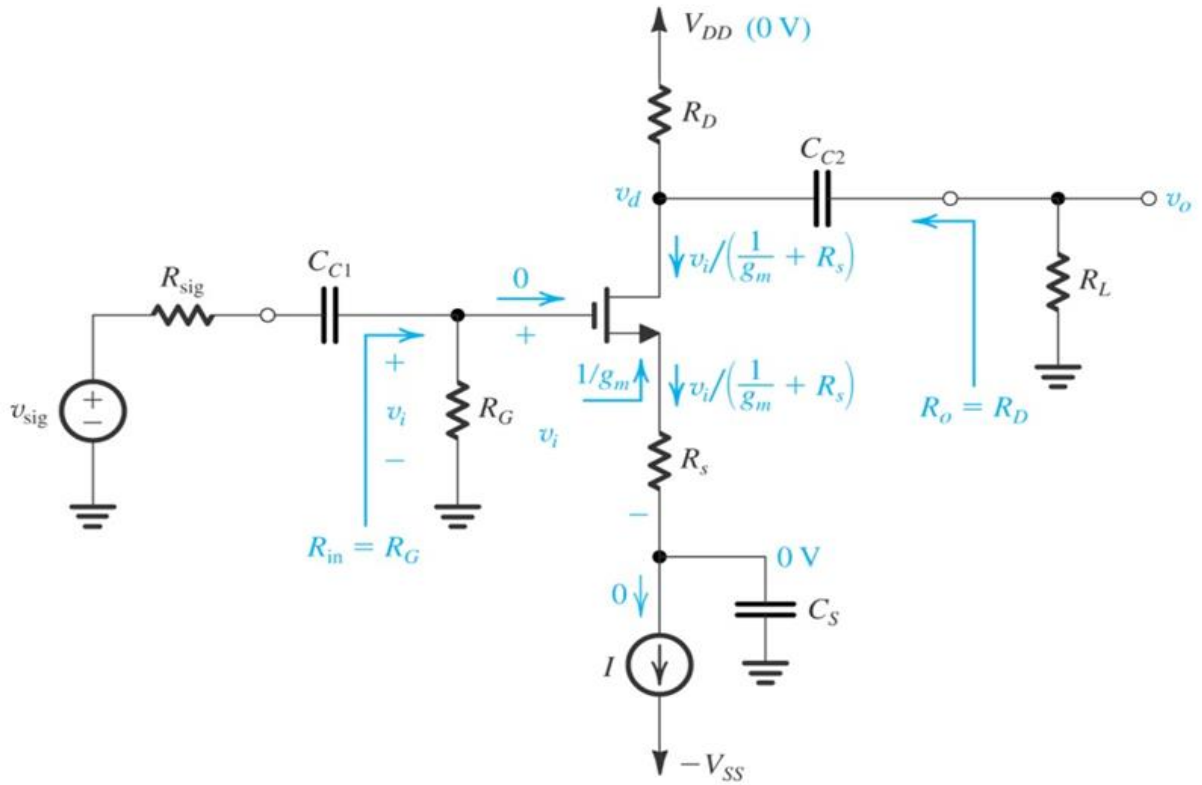 V_DD (0 V)
R_D
C_C2
v_d
v_o
v_i/(1/g_m + R_s)
R_L
C_C1
R_sig
0
+
+
v_i
−
R_G
1/g_m
v_i
v_i/(1/g_m + R_s)
R_o = R_D
v_sig
+
−
R_s
−
R_in = R_G
0 V
0
C_S
I
−V_SS